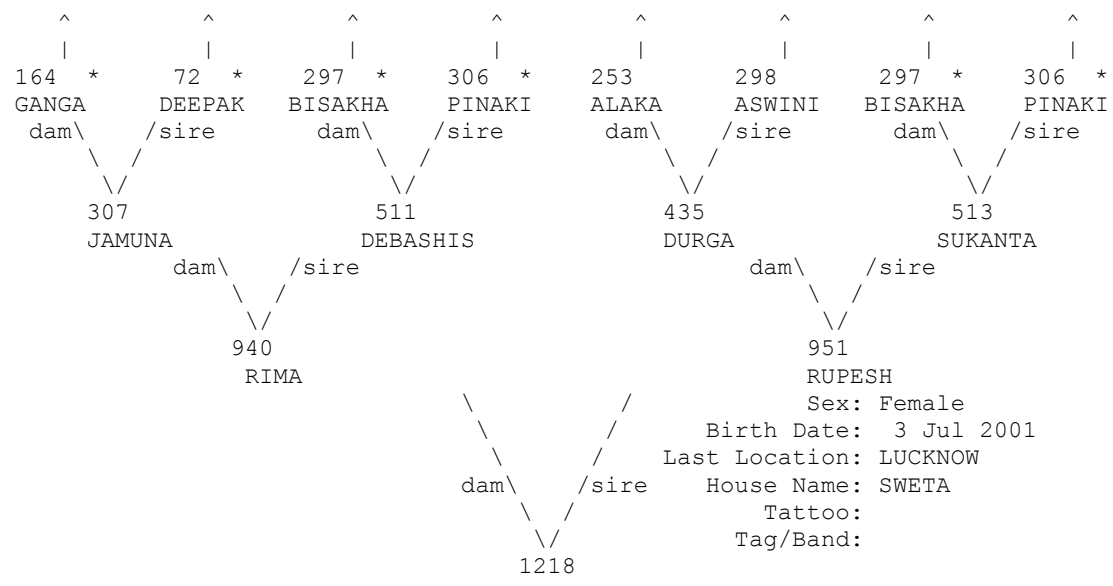 ^ ^ ^ ^ ^ ^ ^ ^
| | | | | | | |
164 * 72 * 297 * 306 * 253 298 297 * 306 *
GANGA DEEPAK BISAKHA PINAKI ALAKA ASWINI BISAKHA PINAKI
dam\ /sire dam\ /sire dam\ /sire dam\ /sire
\ / \ / \ / \ /
\/ \/ \/ \/
307 511 435 513
JAMUNA DEBASHIS DURGA SUKANTA
dam\ /sire dam\ /sire
\ / \ /
\/ \/
940 951
RIMA RUPESH
\ / Sex: Female
\ / Birth Date: 3 Jul 2001
\ / Last Location: LUCKNOW
dam\ /sire House Name: SWETA
\ / Tattoo:
\/ Tag/Band:
1218